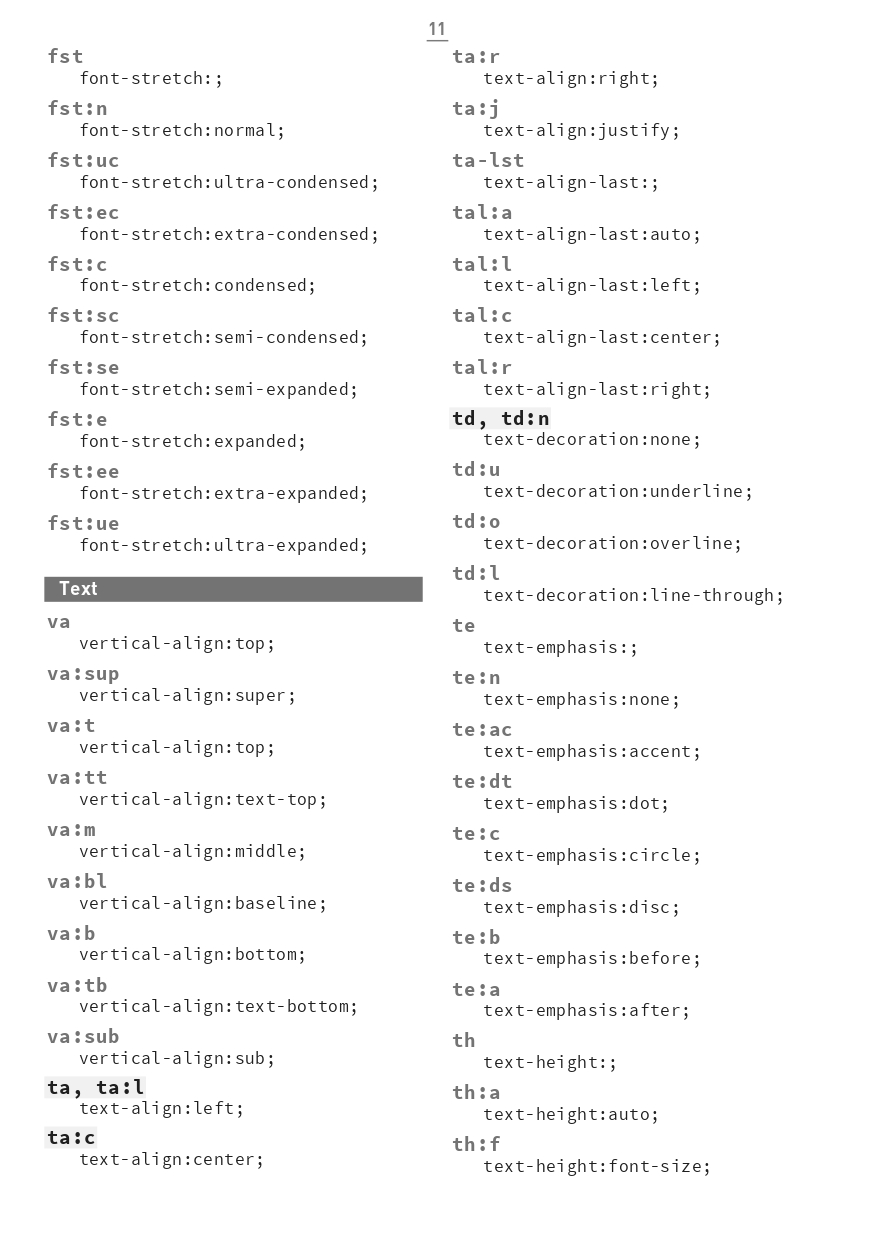 11
fst
font-stretch:;
fst:n
font-stretch:normal;
fst:uc
font-stretch:ultra-condensed;
fst:ec
font-stretch:extra-condensed;
fst:c
font-stretch:condensed;
fst:sc
font-stretch:semi-condensed;
fst:se
font-stretch:semi-expanded;
fst:e
font-stretch:expanded;
fst:ee
font-stretch:extra-expanded;
fst:ue
font-stretch:ultra-expanded;
Text
va
vertical-align:top;
va:sup
vertical-align:super;
va:t
vertical-align:top;
va:tt
vertical-align:text-top;
va:m
vertical-align:middle;
va:bl
vertical-align:baseline;
va:b
vertical-align:bottom;
va:tb
vertical-align:text-bottom;
va:sub
vertical-align:sub;
ta, ta:l
text-align:left;
ta:c
text-align:center;
ta:r
text-align:right;
ta:j
text-align:justify;
ta-lst
text-align-last:;
tal:a
text-align-last:auto;
tal:l
text-align-last:left;
tal:c
text-align-last:center;
tal:r
text-align-last:right;
td, td:n
text-decoration:none;
td:u
text-decoration:underline;
td:o
text-decoration:overline;
td:l
text-decoration:line-through;
te
text-emphasis:;
te:n
text-emphasis:none;
te:ac
text-emphasis:accent;
te:dt
text-emphasis:dot;
te:c
text-emphasis:circle;
te:ds
text-emphasis:disc;
te:b
text-emphasis:before;
te:a
text-emphasis:after;
th
text-height:;
th:a
text-height:auto;
th:f
text-height:font-size;